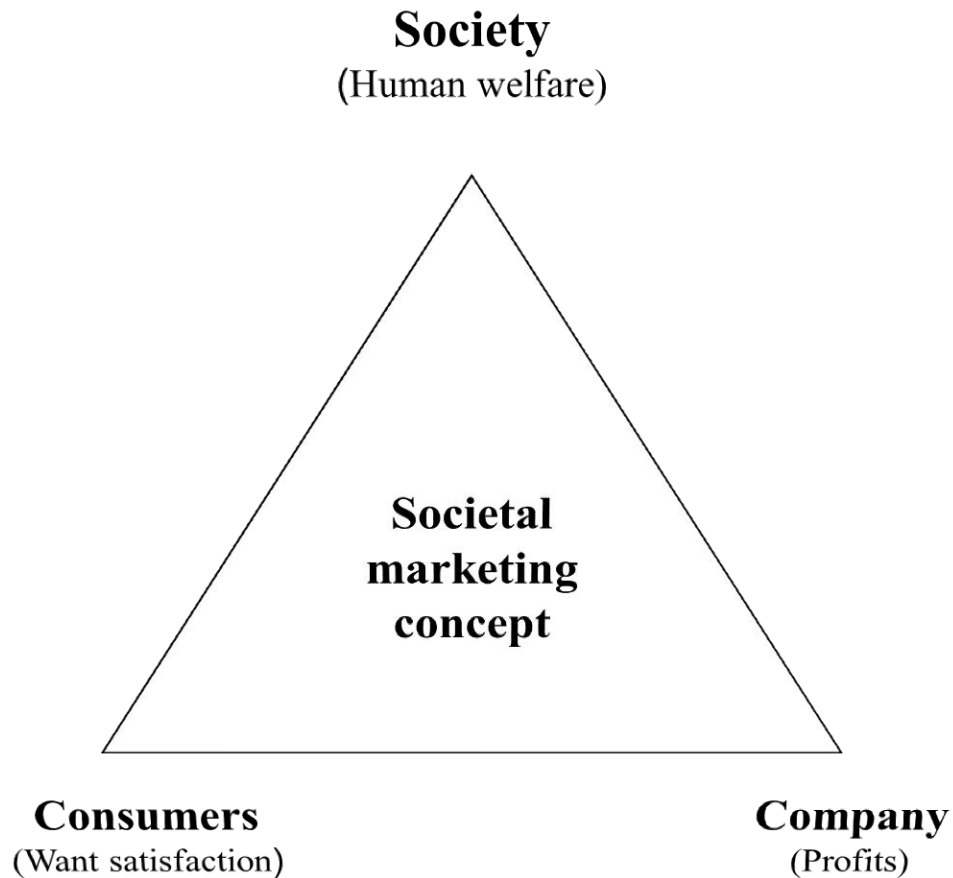 Society
(Human welfare)
Societal
marketing
concept
Consumers
(Want satisfaction)
Company
(Profits)